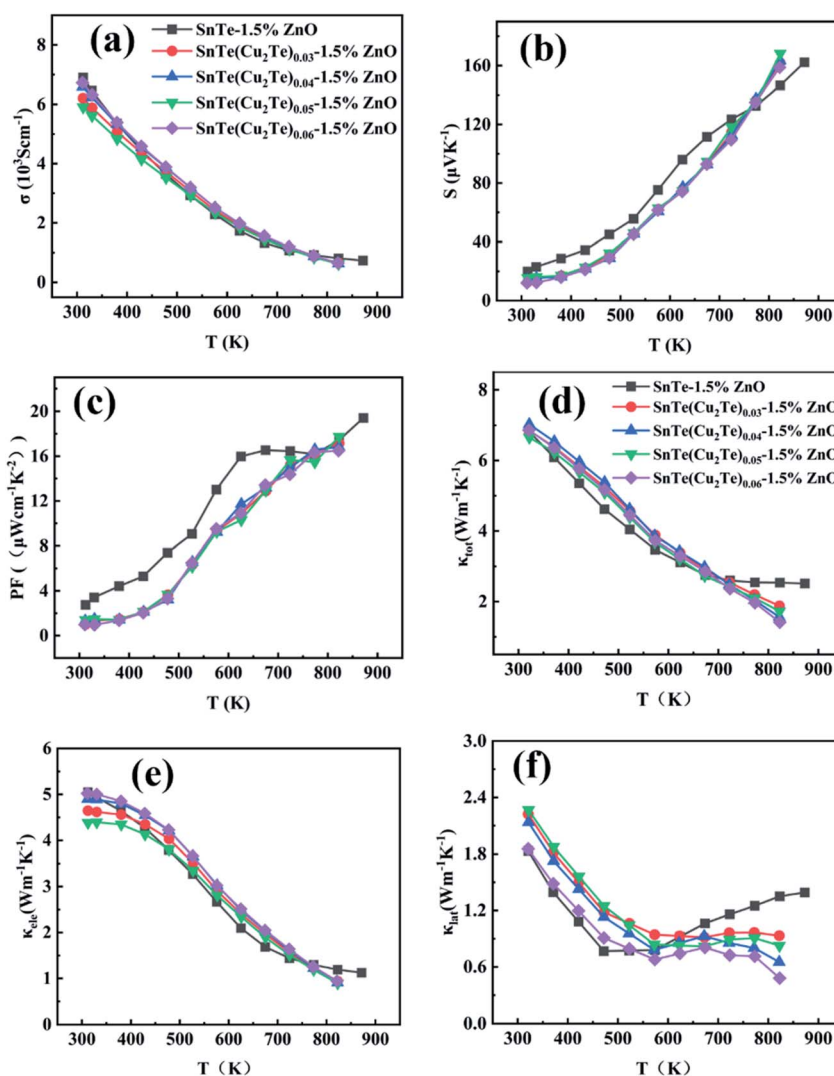 (a)
SnTe-1.5% ZnO
SnTe(Cu₂Te)₀.₀₃-1.5% ZnO
SnTe(Cu₂Te)₀.₀₄-1.5% ZnO
SnTe(Cu₂Te)₀.₀₅-1.5% ZnO
SnTe(Cu₂Te)₀.₀₆-1.5% ZnO
σ (10³Scm⁻¹)
8
6
4
2
0
300 400 500 600 700 800 900
T (K)
(b)
S (μVK⁻¹)
160
120
80
40
0
300 400 500 600 700 800 900
T (K)
(c)
PF (（μWcm⁻¹K⁻²)
20
16
12
8
4
0
300 400 500 600 700 800 900
T (K)
(d)
SnTe-1.5% ZnO
SnTe(Cu₂Te)₀.₀₃-1.5% ZnO
SnTe(Cu₂Te)₀.₀₄-1.5% ZnO
SnTe(Cu₂Te)₀.₀₅-1.5% ZnO
SnTe(Cu₂Te)₀.₀₆-1.5% ZnO
κtot(Wm⁻¹K⁻¹)
8
6
4
2
300 400 500 600 700 800 900
T（K）
(e)
κele(Wm⁻¹K⁻¹)
6
5
4
3
2
1
0
300 400 500 600 700 800 900
T（K）
(f)
κlat(Wm⁻¹K⁻¹)
3.0
2.4
1.8
1.2
0.6
0.0
300 400 500 600 700 800 900
T（K）